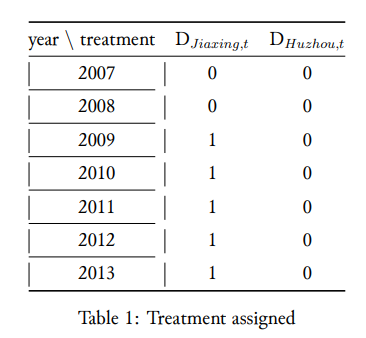 year \ treatment D_{Jiaxing,t} D_{Huzhou,t}
2007 0 0
2008 0 0
2009 1 0
2010 1 0
2011 1 0
2012 1 0
2013 1 0
Table 1: Treatment assigned